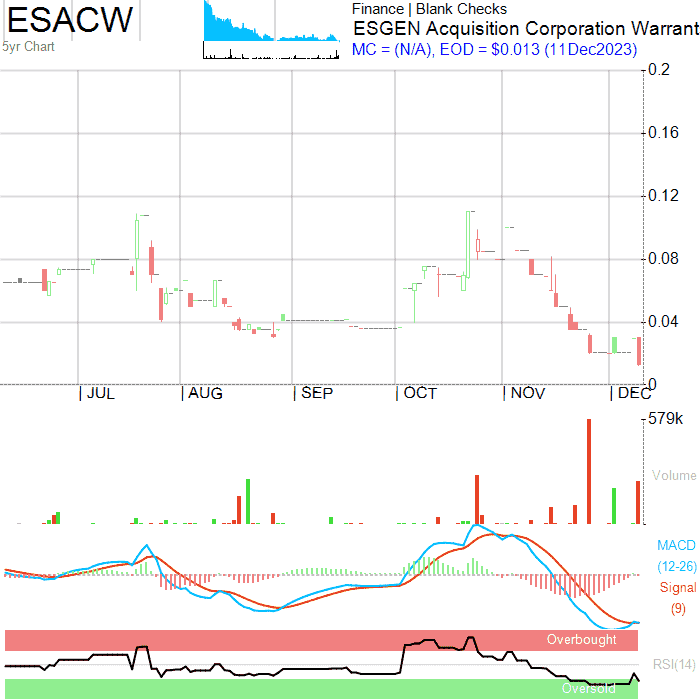 ESACW
5yr Chart
Finance | Blank Checks
ESGEN Acquisition Corporation Warrant
MC = (N/A), EOD = $0.013 (11Dec2023)
0.2
0.16
0.12
0.08
0.04
0
JUL AUG SEP OCT NOV DEC
579k
Volume
MACD
(12-26)
Signal
(9)
Overbought
RSI(14)
Oversold